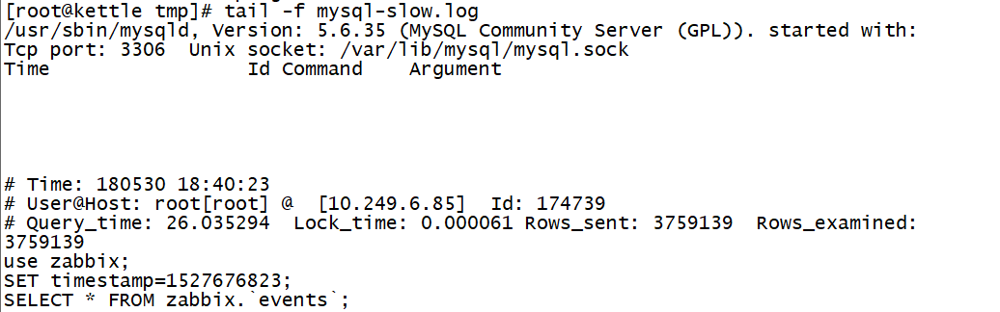 [root@kettle tmp]# tail -f mysql-slow.log
/usr/sbin/mysqld, Version: 5.6.35 (MySQL Community Server (GPL)). started with:
Tcp port: 3306  Unix socket: /var/lib/mysql/mysql.sock
Time                 Id Command    Argument
# Time: 180530 18:40:23
# User@Host: root[root] @  [10.249.6.85]  Id: 174739
# Query_time: 26.035294  Lock_time: 0.000061 Rows_sent: 3759139  Rows_examined:
3759139
use zabbix;
SET timestamp=1527676823;
SELECT * FROM zabbix.`events`;